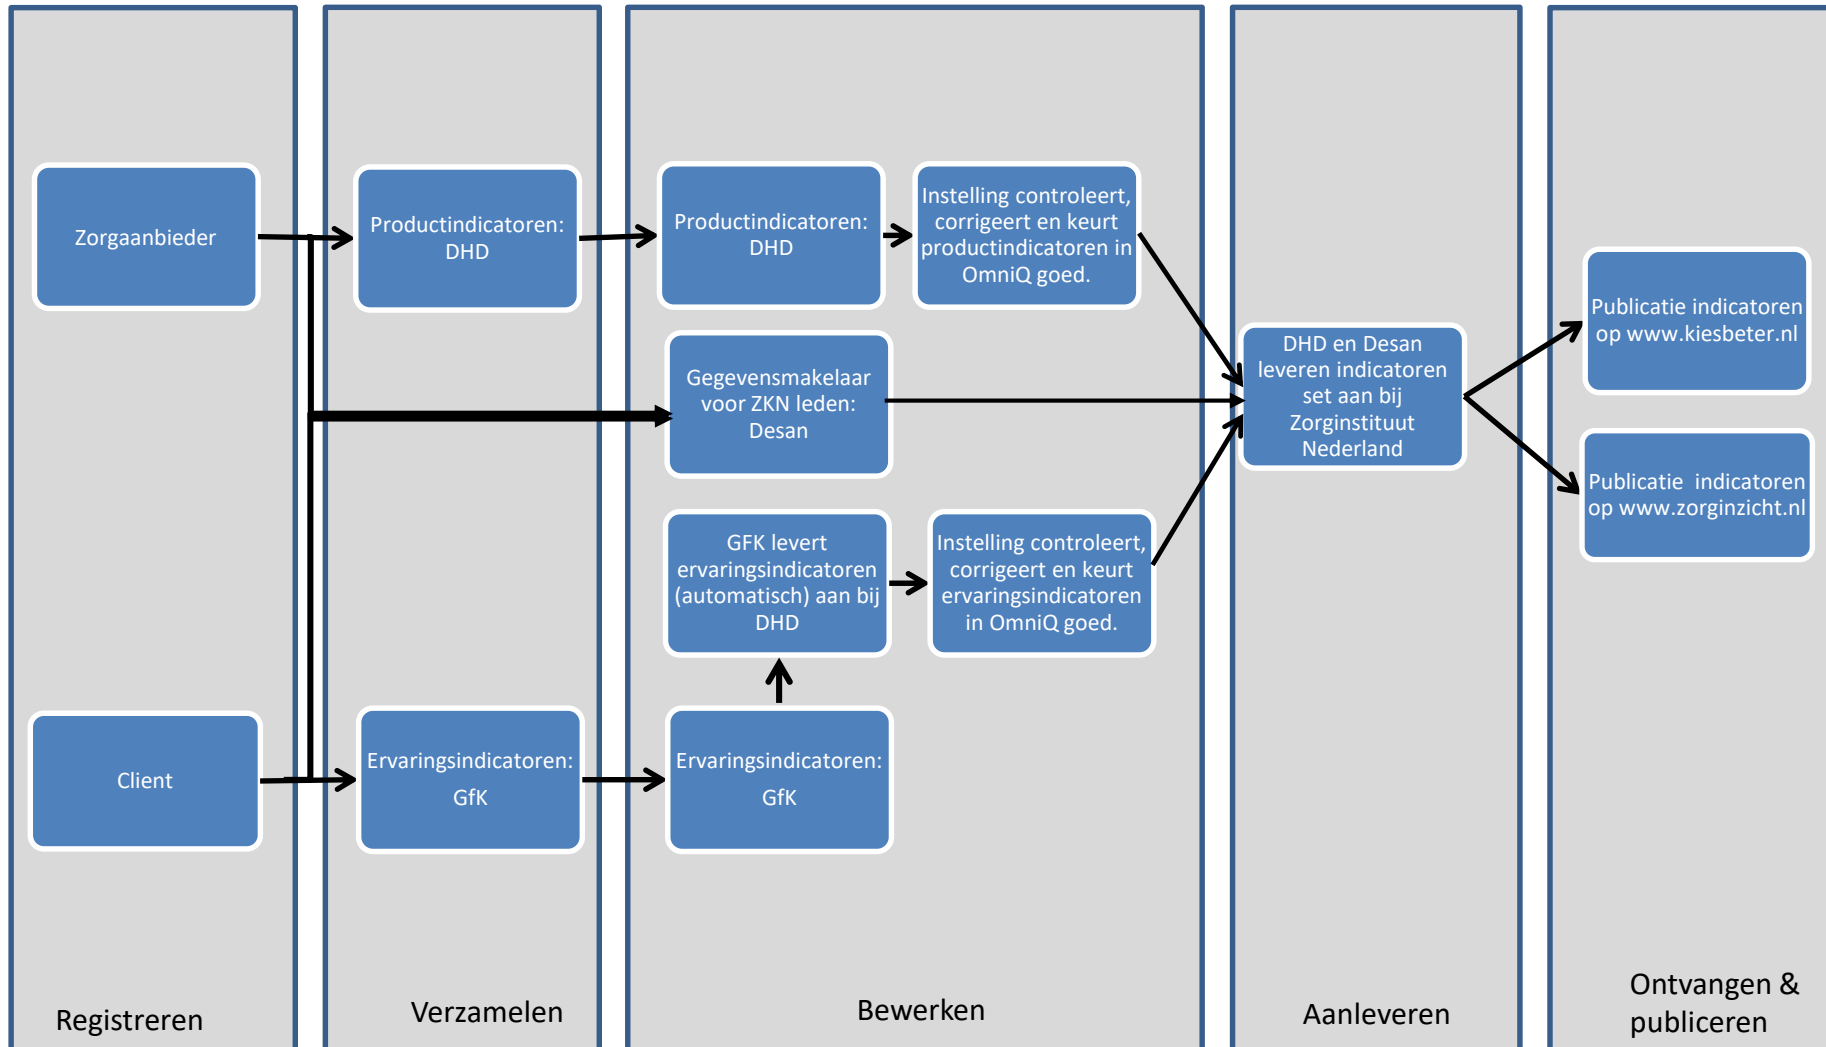 Zorgaanbieder
Client
Registreren
Productindicatoren:
DHD
Ervaringsindicatoren:
GfK
Verzamelen
Productindicatoren:
DHD
Instelling controleert,
corrigeert en keurt
productindicatoren in
OmniQ goed.
Gegevensmakelaar
voor ZKN leden:
Desan
GFK levert
ervaringsindicatoren
(automatisch) aan bij
DHD
Instelling controleert,
corrigeert en keurt
ervaringsindicatoren
in OmniQ goed.
Ervaringsindicatoren:
GfK
Bewerken
DHD en Desan
leveren indicatoren
set aan bij
Zorginstituut
Nederland
Aanleveren
Publicatie indicatoren
op www.kiesbeter.nl
Publicatie indicatoren
op www.zorginzicht.nl
Ontvangen &
publiceren